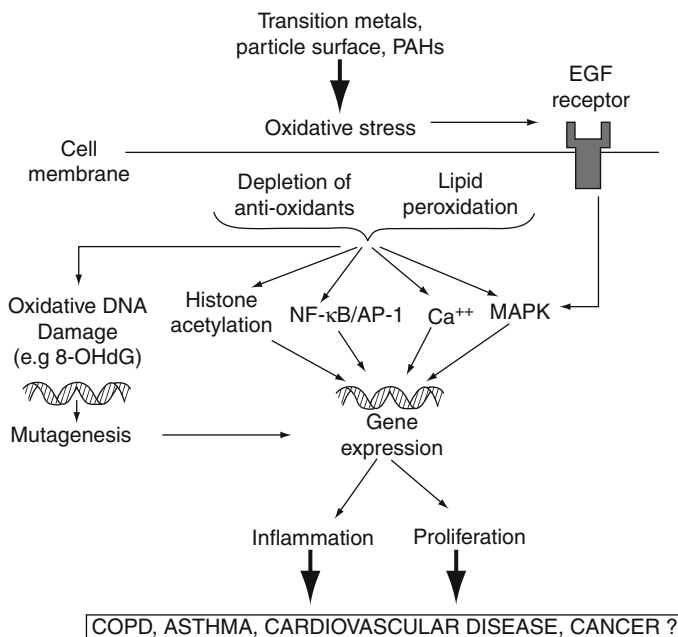 Transition metals,
particle surface, PAHs
EGF
receptor
Oxidative stress
Cell
membrane
Depletion of
anti-oxidants
Lipid
peroxidation
Oxidative DNA
Damage
(e.g 8-OHdG)
Histone
acetylation
NF-κB/AP-1
Ca⁺⁺
MAPK
Mutagenesis
Gene
expression
Inflammation
Proliferation
COPD, ASTHMA, CARDIOVASCULAR DISEASE, CANCER ?